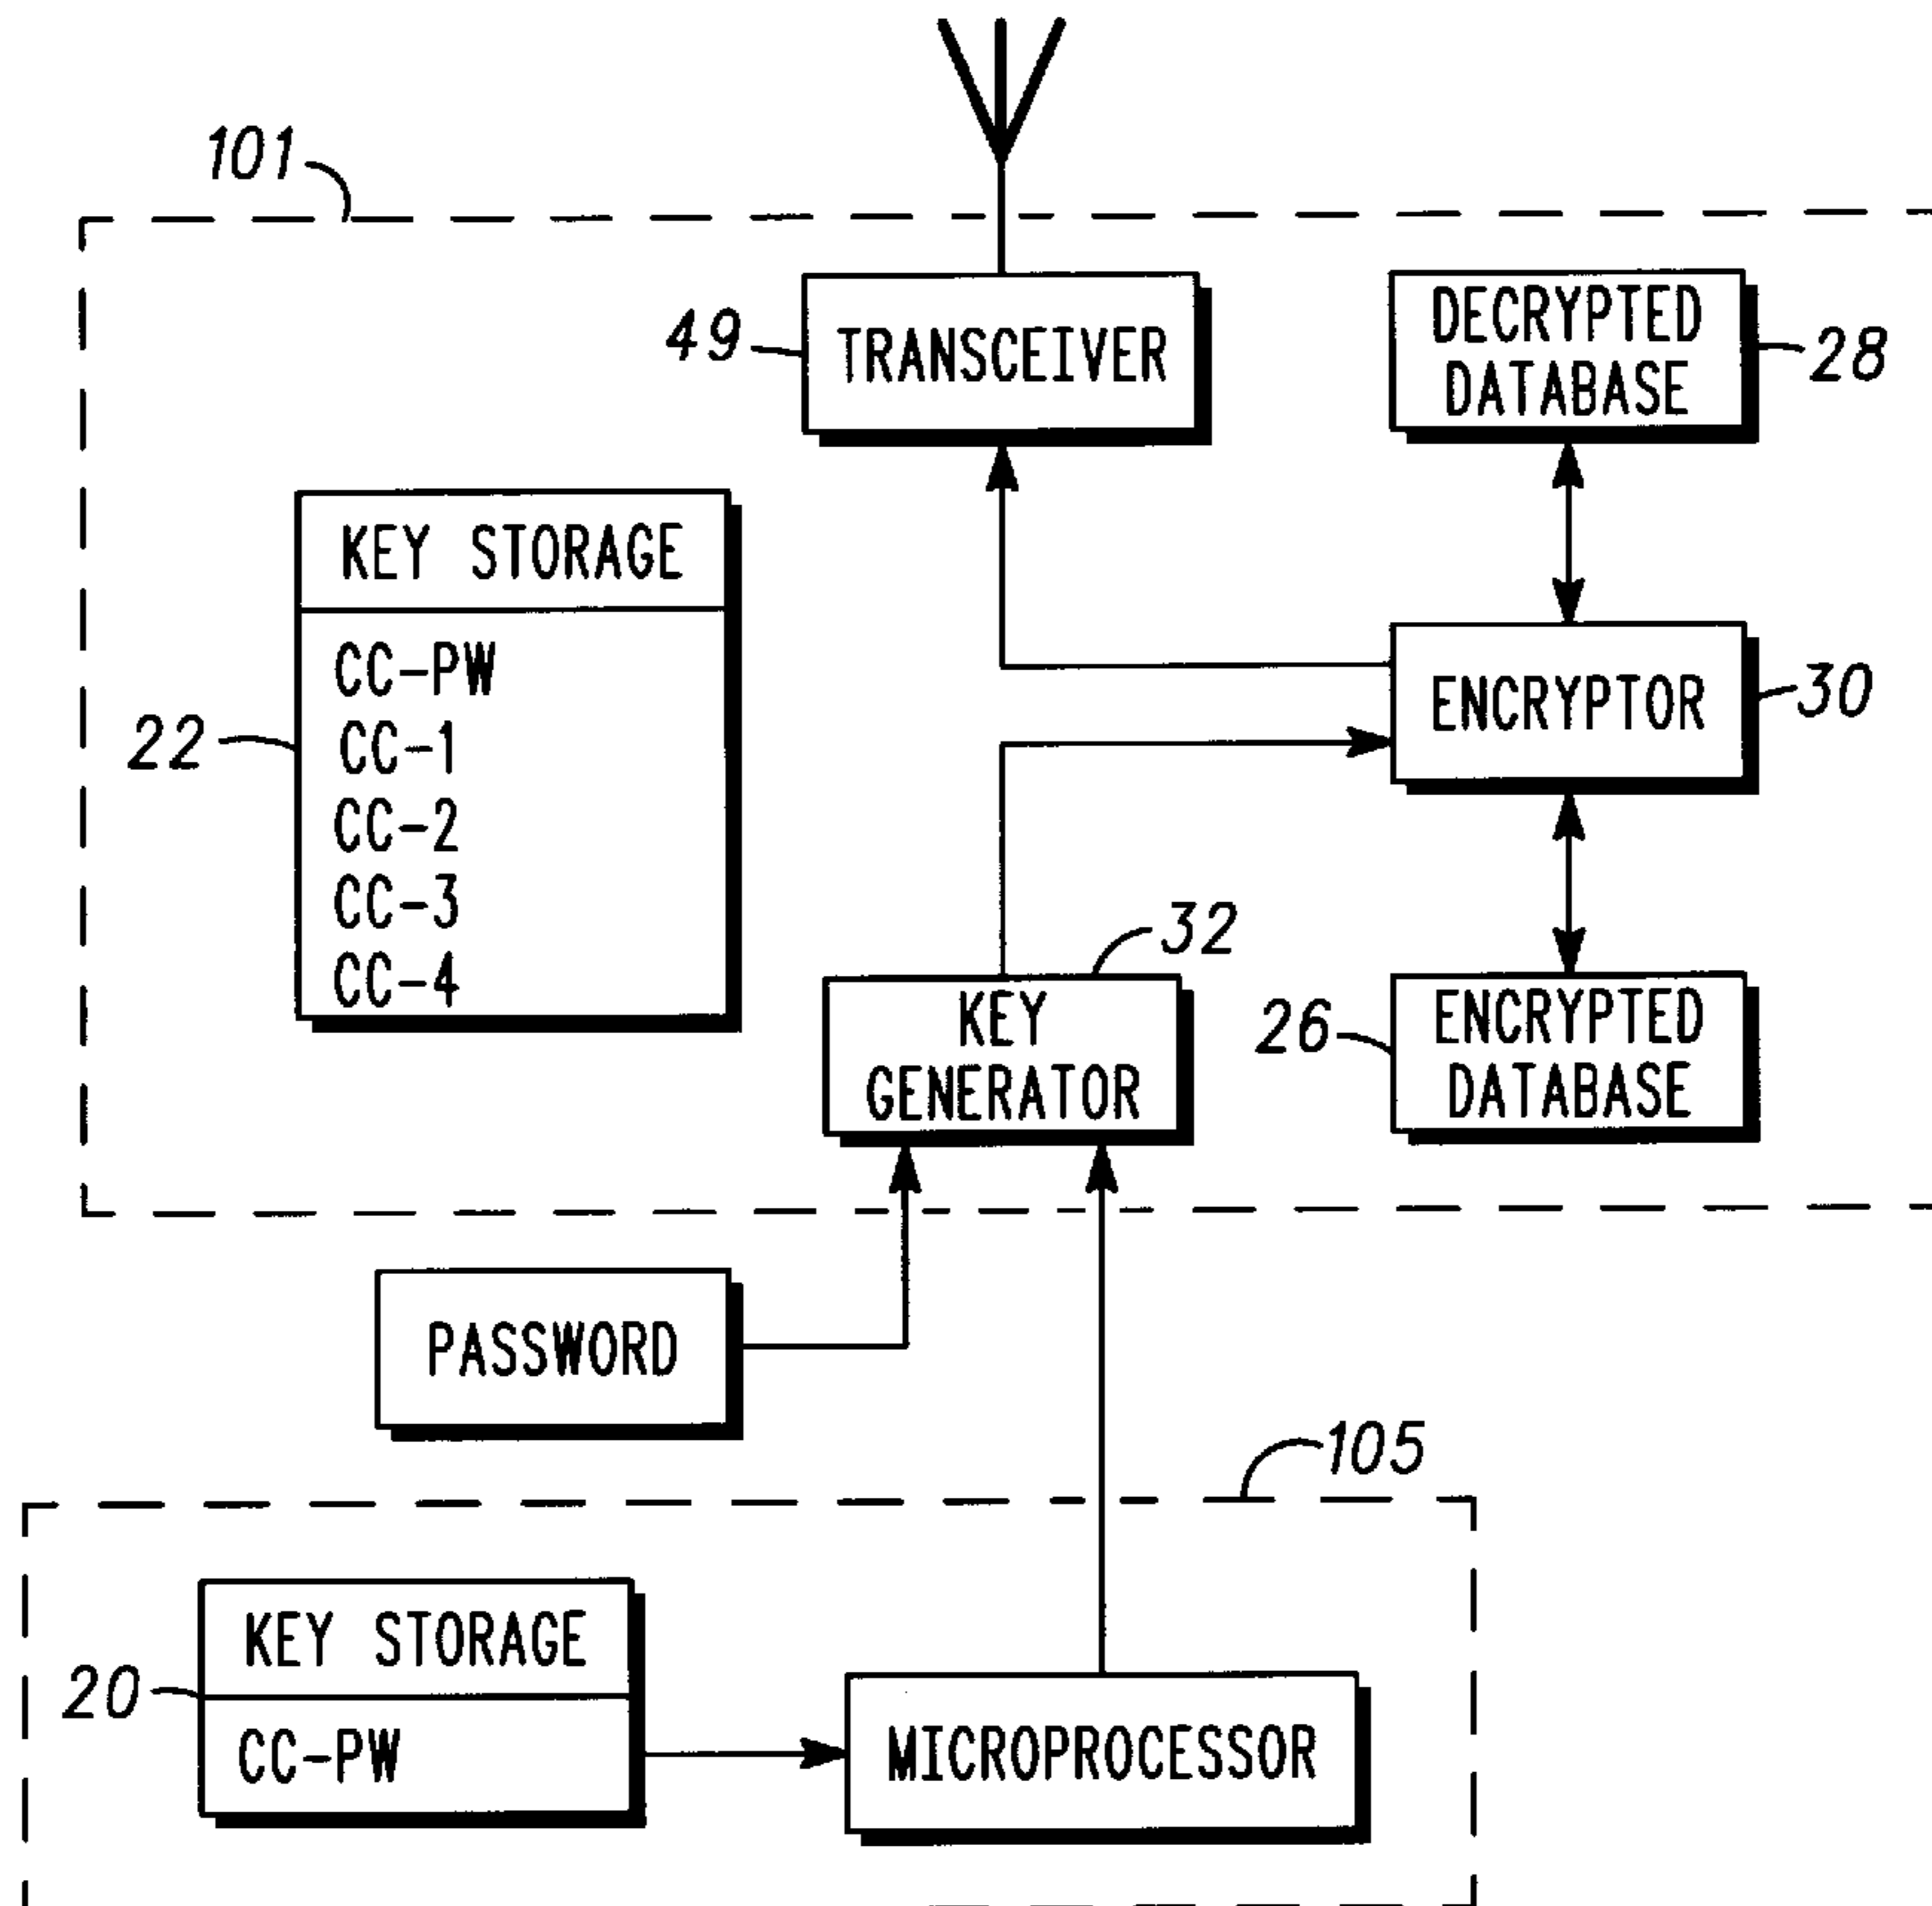 101
49
TRANSCEIVER
DECRYPTED
DATABASE
28
KEY STORAGE
CC-PW
CC-1
CC-2
CC-3
CC-4
22
ENCRYPTOR
30
32
KEY
GENERATOR
26
ENCRYPTED
DATABASE
PASSWORD
105
KEY STORAGE
20
CC-PW
MICROPROCESSOR